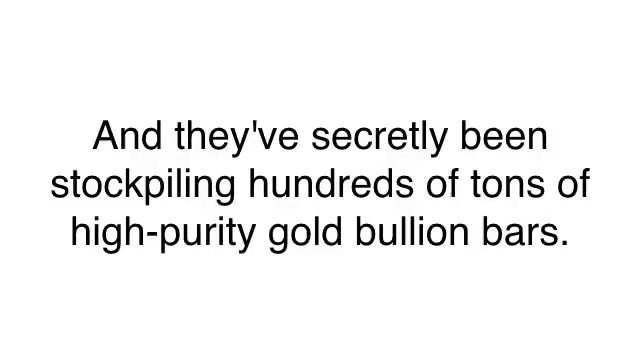 And they've secretly been
stockpiling hundreds of tons of
high-purity gold bullion bars.